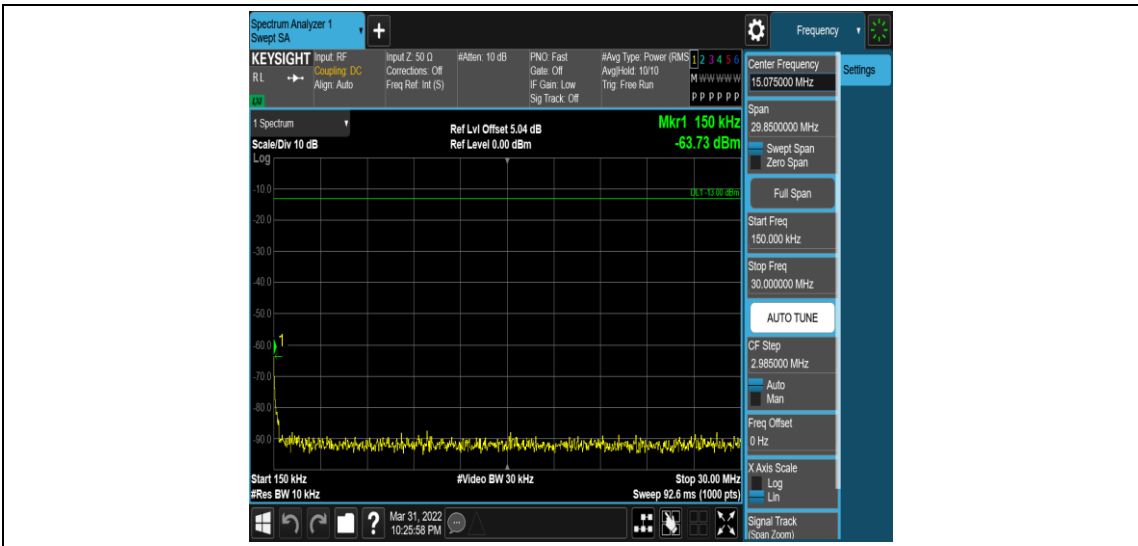 Spectrum Analyzer 1
Swept SA
Frequency
KEYSIGHT
RL
LXI
Input: RF
Coupling: DC
Align: Auto
Input Z: 50 Ω
Corrections: Off
Freq Ref: Int (S)
#Atten: 10 dB
PNO: Fast
Gate: Off
IF Gain: Low
Sig Track: Off
#Avg Type: Power (RMS
Avg|Hold: 10/10
Trig: Free Run
1 2 3 4 5 6
M W W W W W
P P P P P P
Center Frequency
15.075000 MHz
Settings
1 Spectrum
Scale/Div 10 dB
Log
Ref Lvl Offset 5.04 dB
Ref Level 0.00 dBm
Mkr1 150 kHz
-63.73 dBm
DL1 -13.00 dBm
-10.0
-20.0
-30.0
-40.0
-50.0
-60.0
1
-70.0
-80.0
-90.0
Start 150 kHz
#Res BW 10 kHz
#Video BW 30 kHz
Stop 30.00 MHz
Sweep 92.6 ms (1000 pts)
Span
29.8500000 MHz
Swept Span
Zero Span
Full Span
Start Freq
150.000 kHz
Stop Freq
30.000000 MHz
AUTO TUNE
CF Step
2.985000 MHz
Auto
Man
Freq Offset
0 Hz
X Axis Scale
Log
Lin
Signal Track
(Span Zoom)
?
Mar 31, 2022
10:25:58 PM